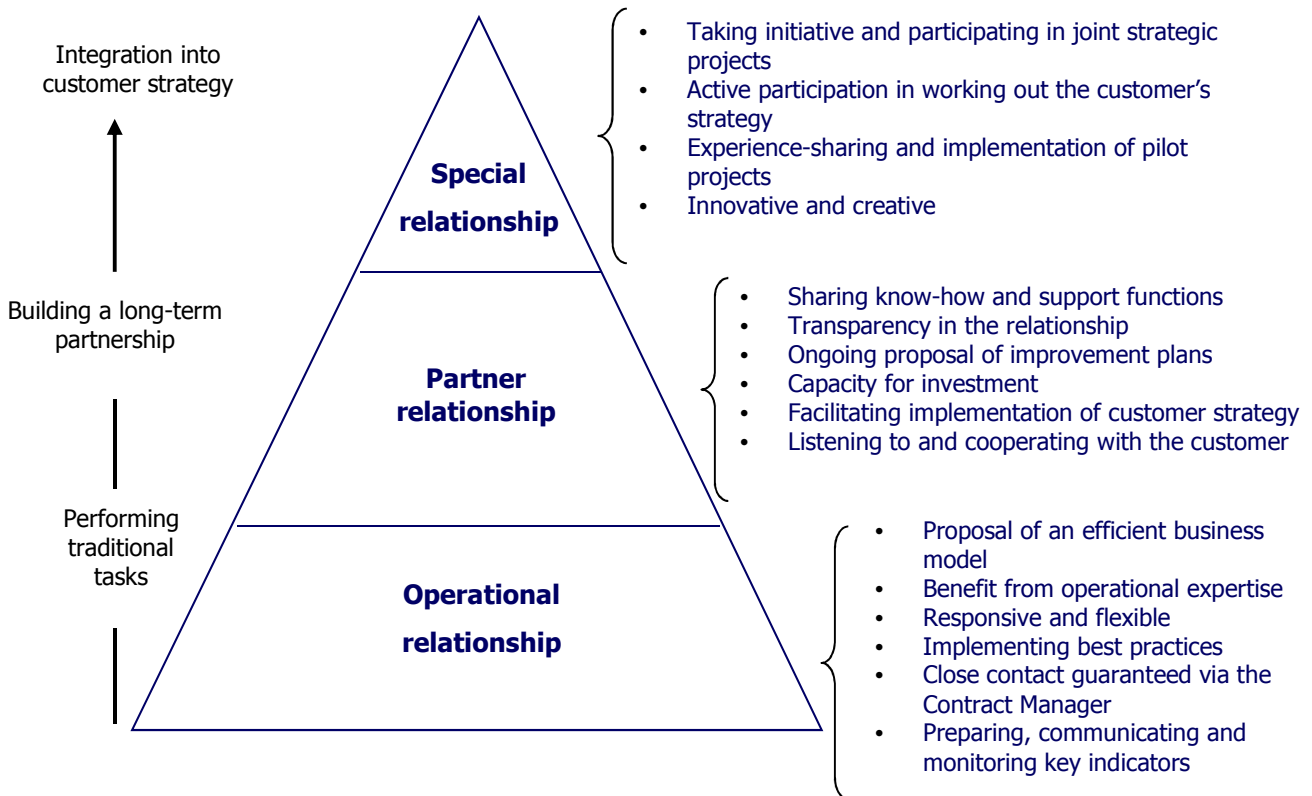 Integration into
customer strategy
Building a long-term
partnership
Performing
traditional
tasks
Special
relationship
Partner
relationship
Operational
relationship
• Taking initiative and participating in joint strategic
projects
• Active participation in working out the customer's
strategy
• Experience-sharing and implementation of pilot
projects
• Innovative and creative
• Sharing know-how and support functions
• Transparency in the relationship
• Ongoing proposal of improvement plans
• Capacity for investment
• Facilitating implementation of customer strategy
• Listening to and cooperating with the customer
• Proposal of an efficient business
model
• Benefit from operational expertise
• Responsive and flexible
• Implementing best practices
• Close contact guaranteed via the
Contract Manager
• Preparing, communicating and
monitoring key indicators